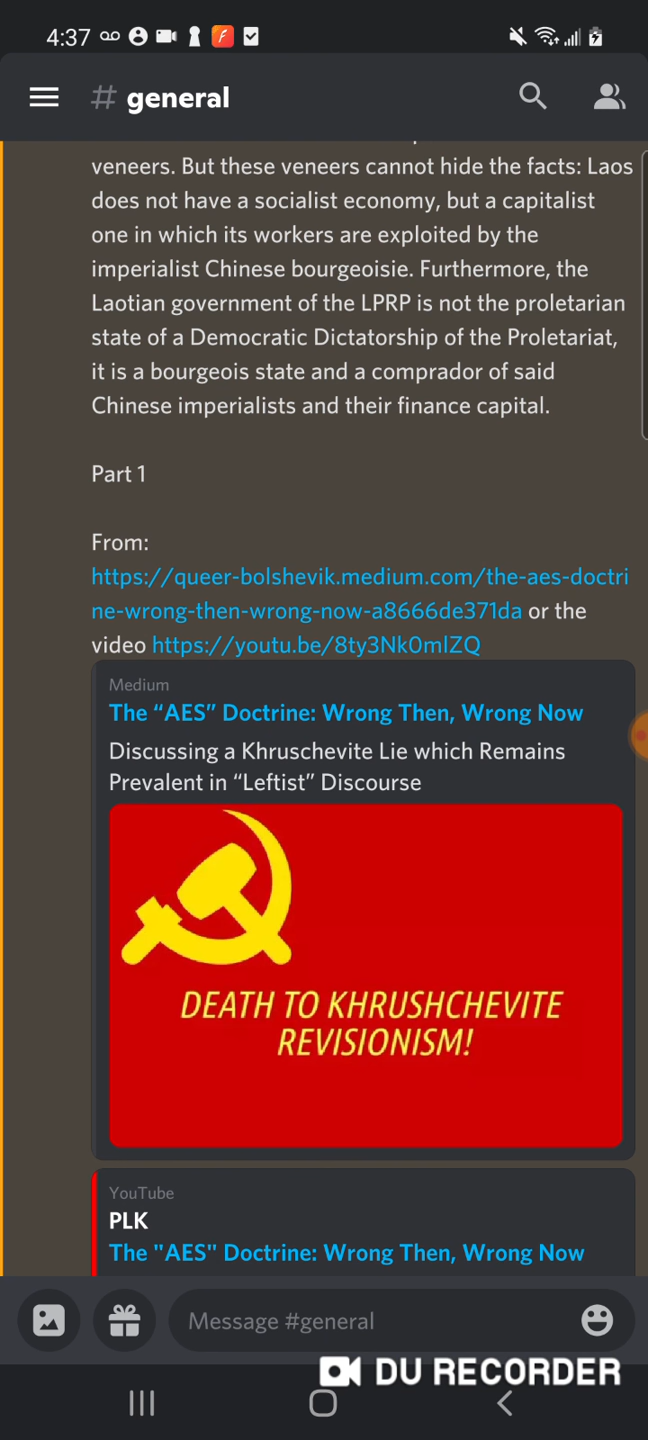 4:37
# general
veneers. But these veneers cannot hide the facts: Laos
does not have a socialist economy, but a capitalist
one in which its workers are exploited by the
imperialist Chinese bourgeoisie. Furthermore, the
Laotian government of the LPRP is not the proletarian
state of a Democratic Dictatorship of the Proletariat,
it is a bourgeois state and a comprador of said
Chinese imperialists and their finance capital.
Part 1
From:
https://queer-bolshevik.medium.com/the-aes-doctri
ne-wrong-then-wrong-now-a8666de371da or the
video https://youtu.be/8ty3Nk0mlZQ
Medium
The “AES” Doctrine: Wrong Then, Wrong Now
Discussing a Khruschevite Lie which Remains
Prevalent in “Leftist” Discourse
DEATH TO KHRUSHCHEVITE
REVISIONISM!
YouTube
PLK
The "AES" Doctrine: Wrong Then, Wrong Now
Message #general
DU RECORDER